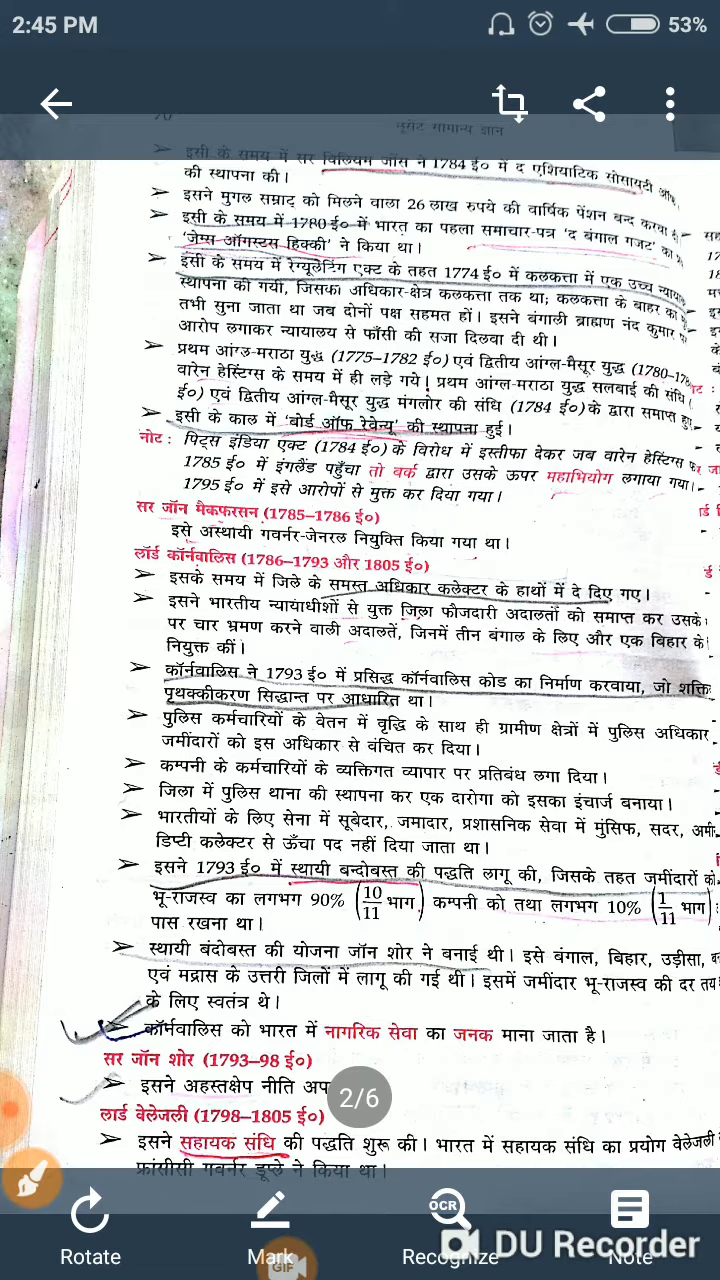 2:45 PM
53%
70
लूसेंट सामान्य ज्ञान
➤ इसी के समय में सर विलियम जोंस ने 1784 ई० में द एशियाटिक सोसायटी ऑफ
की स्थापना की।
➤ इसने मुगल सम्राट् को मिलने वाला 26 लाख रुपये की वार्षिक पेंशन बन्द करवा दी
➤ इसी के समय में 1780 ई० में भारत का पहला समाचार-पत्र 'द बंगाल गजट' का
'जेम्स ऑगस्टस हिक्की' ने किया था।
➤ इसी के समय में रेग्यूलेटिंग एक्ट के तहत 1774 ई० में कलकत्ता में एक उच्च
स्थापना की गयी, जिसका अधिकार-क्षेत्र कलकत्ता तक था; कलकत्ता के बाहर का
तभी सुना जाता था जब दोनों पक्ष सहमत हों। इसने बंगाली ब्राह्मण नंद कुमार
आरोप लगाकर न्यायालय से फाँसी की सजा दिलवा दी थी।
➤ प्रथम आंग्ल-मराठा युद्ध (1775–1782 ई०) एवं द्वितीय आंग्ल-मैसूर युद्ध (1780–
वारेन हेस्टिंग्स के समय में ही लड़े गये। प्रथम आंग्ल-मराठा युद्ध सलबाई की संधि
ई०) एवं द्वितीय आंग्ल-मैसूर युद्ध मंगलोर की संधि (1784 ई०) के द्वारा समाप्त
➤ इसी के काल में 'बोर्ड ऑफ रेवेन्यू' की स्थापना हुई।
नोट : पिट्स इंडिया एक्ट (1784 ई०) के विरोध में इस्तीफा देकर जब वारेन हेस्टिंग्स
1785 ई० में इंगलैंड पहुँचा तो बर्क द्वारा उसके ऊपर महाभियोग लगाया गया।
1795 ई० में इसे आरोपों से मुक्त कर दिया गया।
सर जॉन मैकफरसन (1785–1786 ई०)
इसे अस्थायी गवर्नर-जेनरल नियुक्ति किया गया था।
लॉर्ड कॉर्नवालिस (1786–1793 और 1805 ई०)
➤ इसके समय में जिले के समस्त अधिकार कलेक्टर के हाथों में दे दिए गए।
➤ इसने भारतीय न्यायाधीशों से युक्त जिला फौजदारी अदालतों को समाप्त कर उसके
पर चार भ्रमण करने वाली अदालतें, जिनमें तीन बंगाल के लिए और एक बिहार के
नियुक्त कीं।
➤ कॉर्नवालिस ने 1793 ई० में प्रसिद्ध कॉर्नवालिस कोड का निर्माण करवाया, जो शक्ति
पृथक्कीकरण सिद्धान्त पर आधारित था।
➤ पुलिस कर्मचारियों के वेतन में वृद्धि के साथ ही ग्रामीण क्षेत्रों में पुलिस अधिकार
जमींदारों को इस अधिकार से वंचित कर दिया।
➤ कम्पनी के कर्मचारियों के व्यक्तिगत व्यापार पर प्रतिबंध लगा दिया।
➤ जिला में पुलिस थाना की स्थापना कर एक दारोगा को इसका इंचार्ज बनाया।
➤ भारतीयों के लिए सेना में सूबेदार, जमादार, प्रशासनिक सेवा में मुंसिफ, सदर,
डिप्टी कलेक्टर से ऊँचा पद नहीं दिया जाता था।
➤ इसने 1793 ई० में स्थायी बन्दोबस्त की पद्धति लागू की, जिसके तहत जमींदारों को
भू-राजस्व का लगभग 90% (10/11 भाग) कम्पनी को तथा लगभग 10% (1/11 भाग)
पास रखना था।
➤ स्थायी बंदोबस्त की योजना जॉन शोर ने बनाई थी। इसे बंगाल, बिहार, उड़ीसा,
एवं मद्रास के उत्तरी जिलों में लागू की गई थी। इसमें जमींदार भू-राजस्व की दर तय
के लिए स्वतंत्र थे।
➤ कॉर्नवालिस को भारत में नागरिक सेवा का जनक माना जाता है।
सर जॉन शोर (1793–98 ई०)
➤ इसने अहस्तक्षेप नीति अप
2/6
लार्ड वेलेजली (1798–1805 ई०)
➤ इसने सहायक संधि की पद्धति शुरू की। भारत में सहायक संधि का प्रयोग वेलेजली
फ्रांसीसी गवर्नर डूप्ले ने किया था।
OCR
DU Recorder
Rotate
Mark
Recognize
Note
GIF